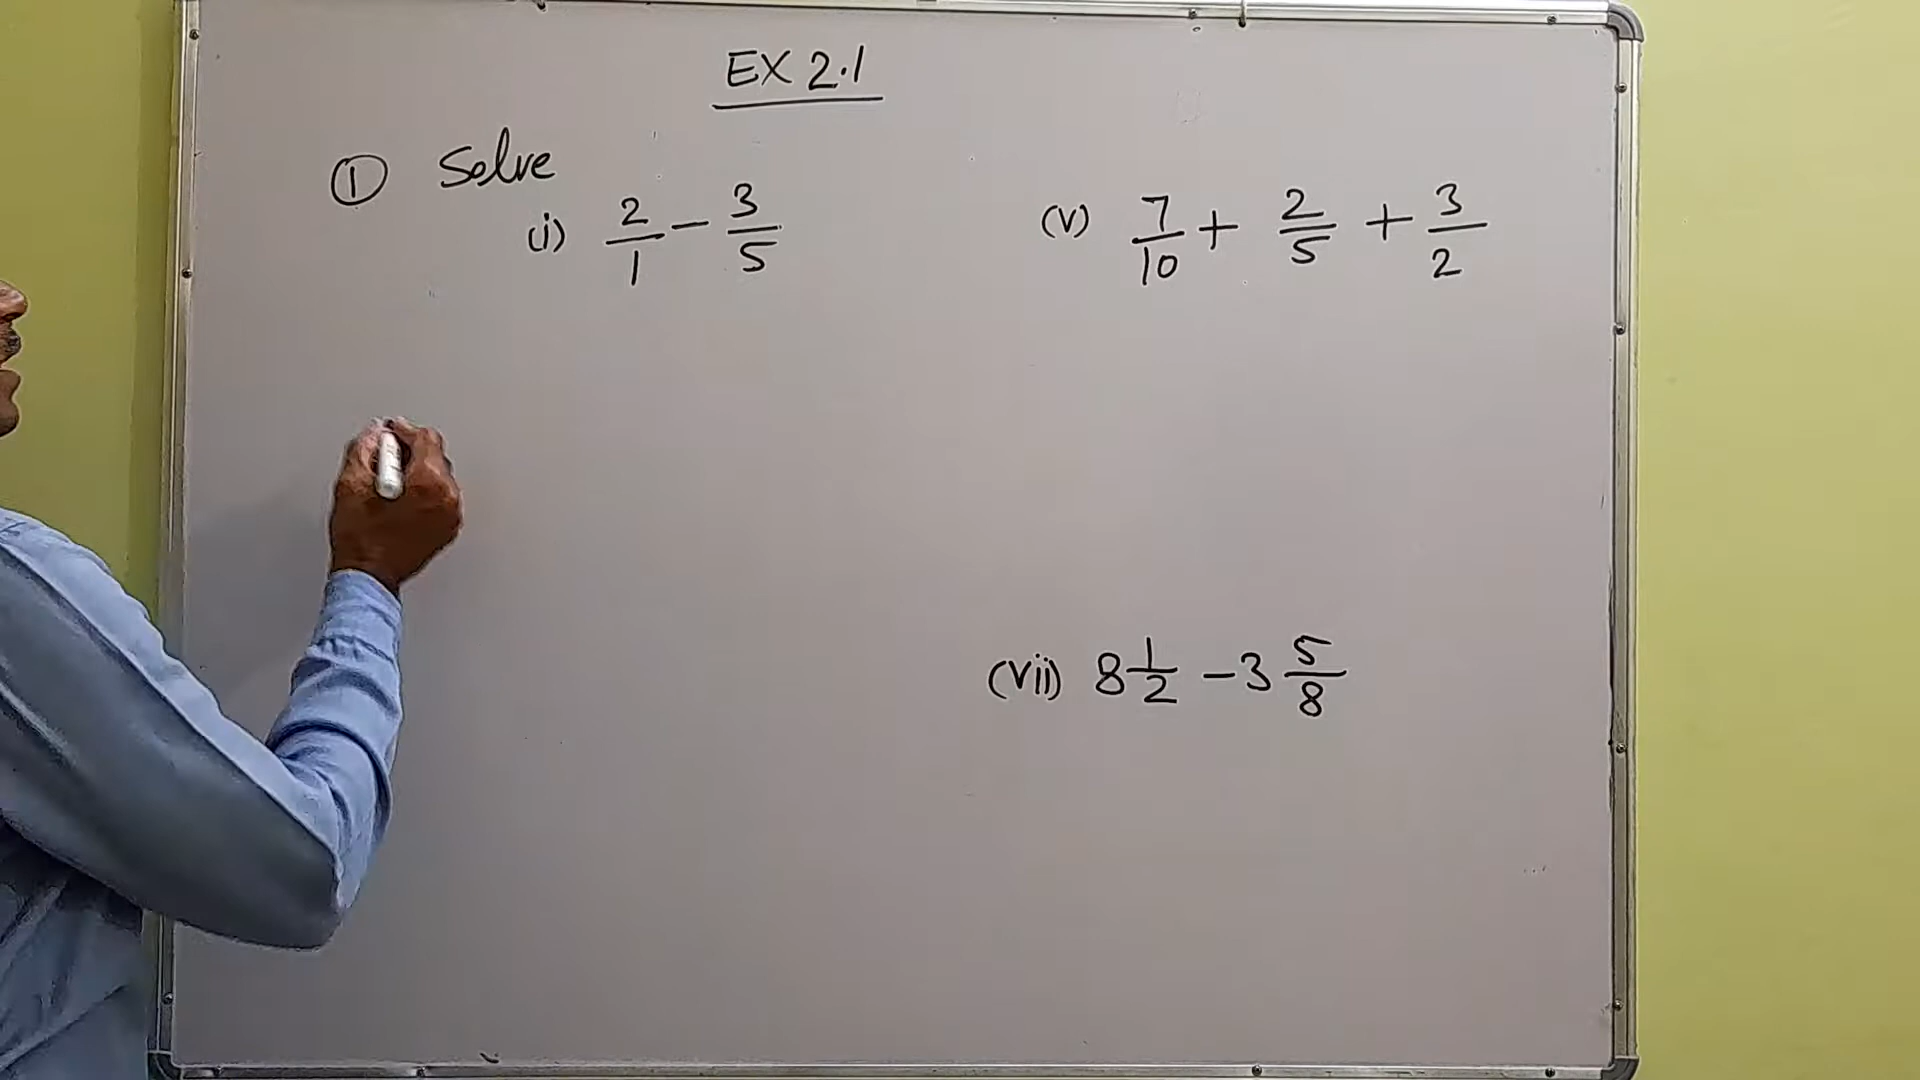 EX 2.1
① Solve
(i) 2/1 - 3/5
(v) 7/10 + 2/5 + 3/2
(vii) 8 1/2 - 3 5/8